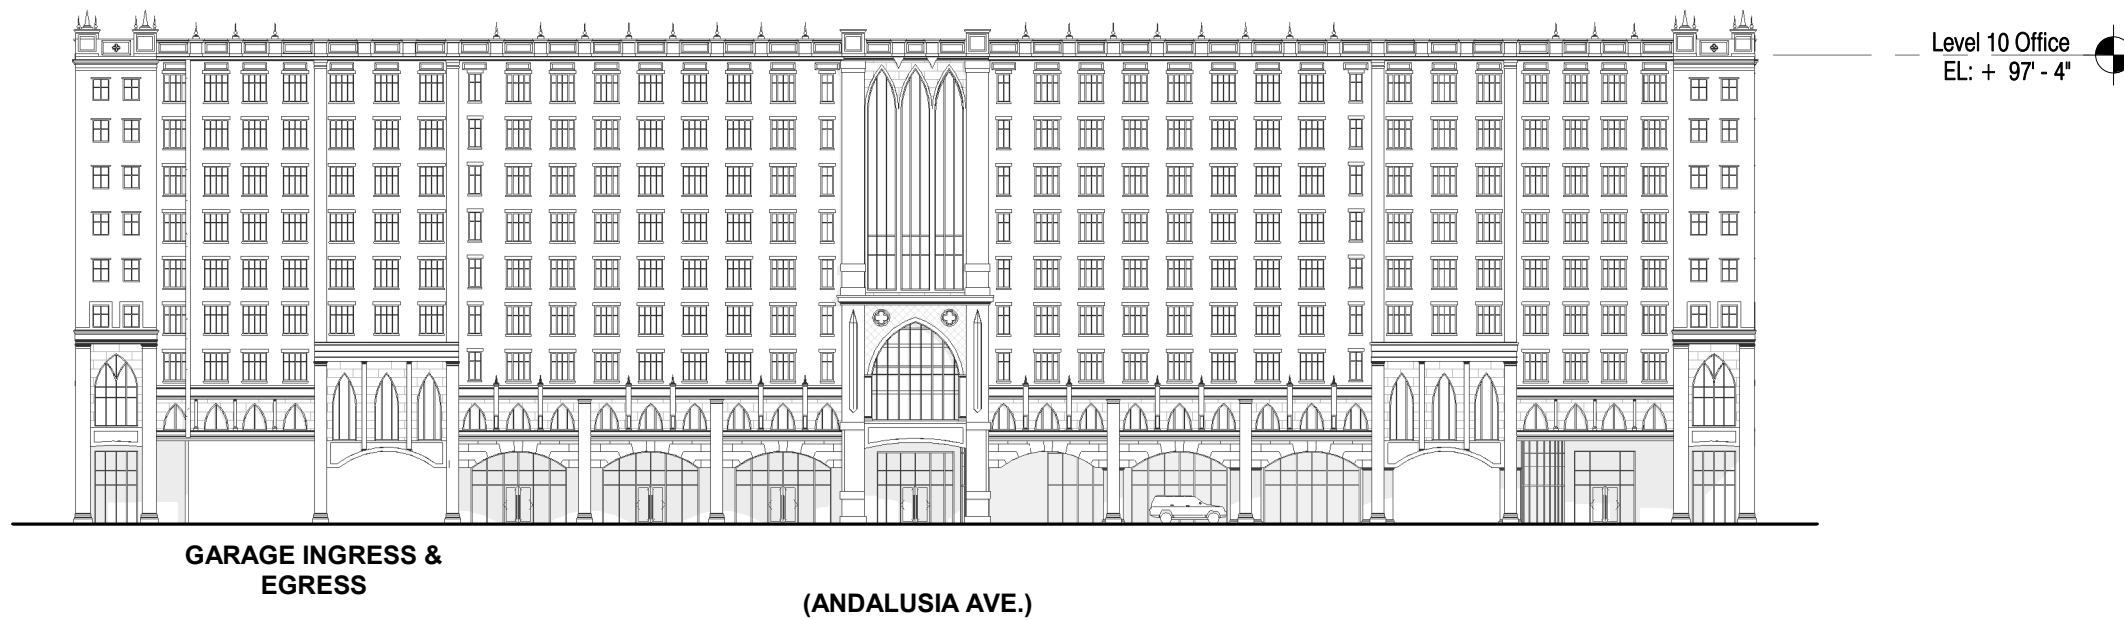 Level 10 Office
EL: + 97' - 4"
GARAGE INGRESS &
EGRESS
(ANDALUSIA AVE.)